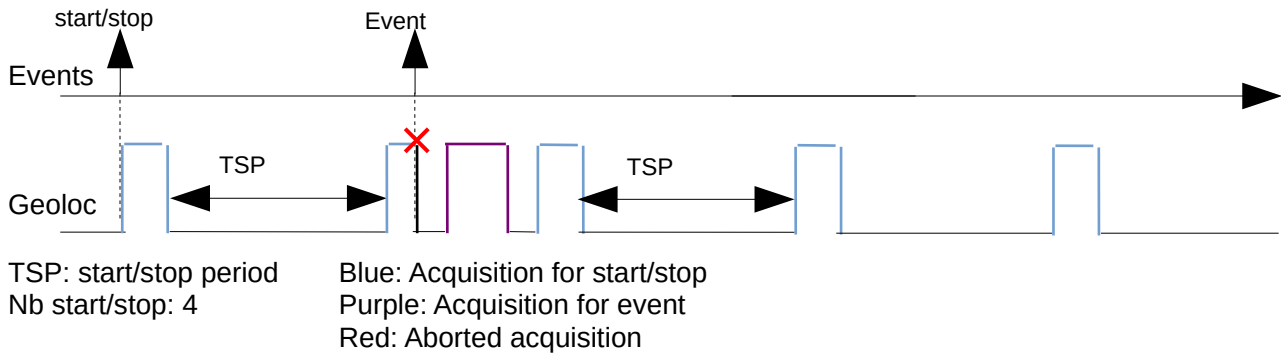 start/stop
Event
Events
TSP
TSP
Geoloc
TSP: start/stop period
Nb start/stop: 4
Blue: Acquisition for start/stop
Purple: Acquisition for event
Red: Aborted acquisition